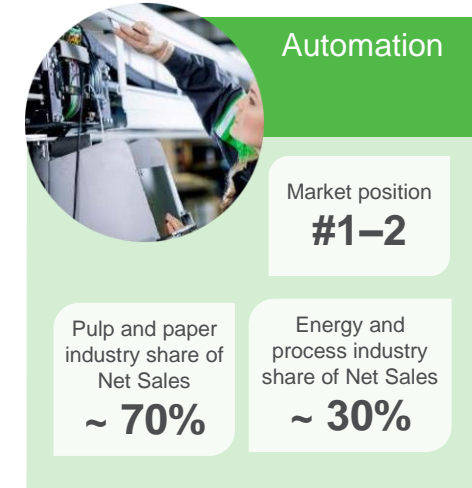 Automation
Market position
#1–2
Pulp and paper
industry share of
Net Sales
~ 70%
Energy and
process industry
share of Net Sales
~ 30%